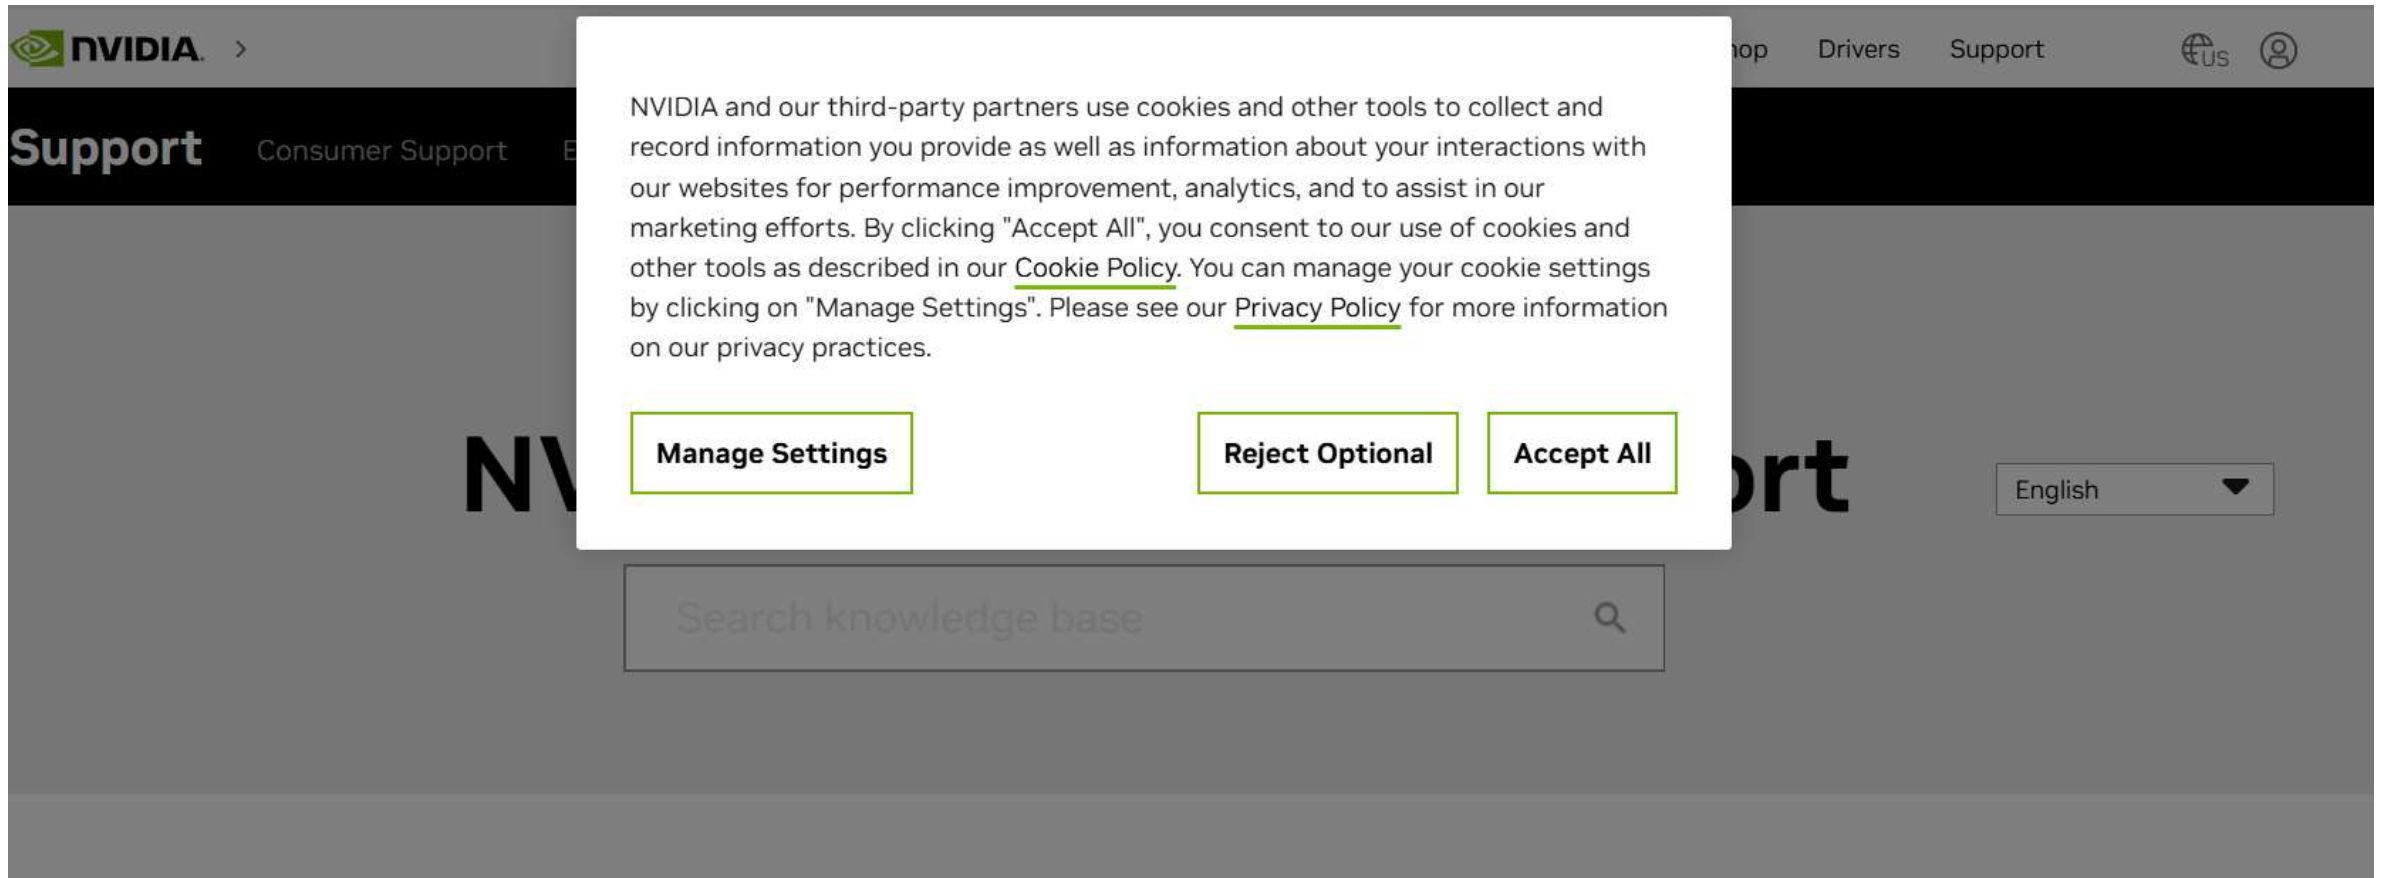 NVIDIA.
Drivers
Support
US
Support
Consumer Support
NVIDIA and our third-party partners use cookies and other tools to collect and
record information you provide as well as information about your interactions with
our websites for performance improvement, analytics, and to assist in our
marketing efforts. By clicking "Accept All", you consent to our use of cookies and
other tools as described in our Cookie Policy. You can manage your cookie settings
by clicking on "Manage Settings". Please see our Privacy Policy for more information
on our privacy practices.
Manage Settings
Reject Optional
Accept All
English
Search knowledge base